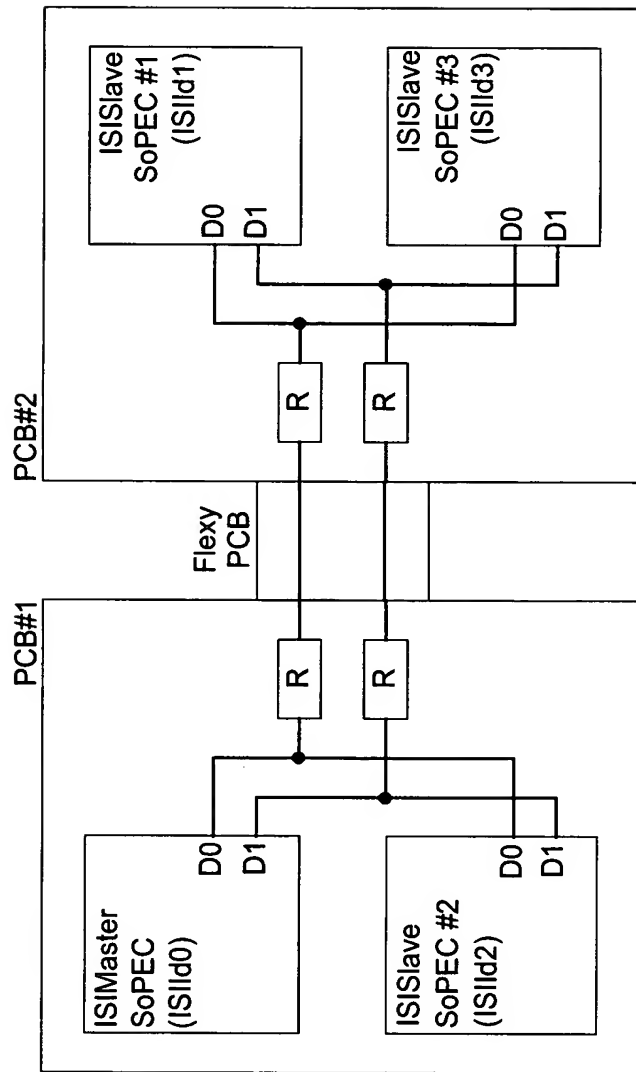 PCB#1
ISIMaster
SoPEC
(ISIId0)
D0
D1
ISISlave
SoPEC #2
(ISIId2)
D0
D1
R
R
Flexy
PCB
PCB#2
R
R
ISISlave
SoPEC #1
(ISIId1)
D0
D1
ISISlave
SoPEC #3
(ISIId3)
D0
D1